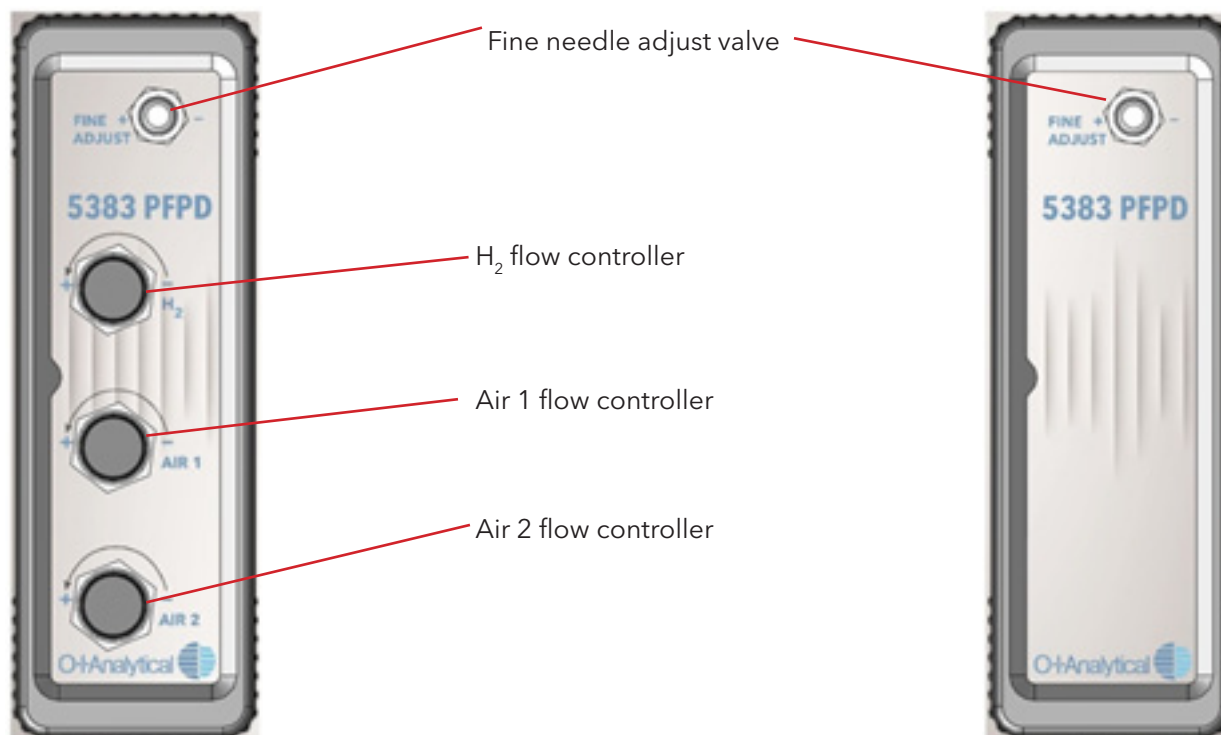 Fine needle adjust valve
FINE + -
ADJUST
5383 PFPD
H₂ flow controller
+ -
H₂
Air 1 flow controller
+ -
AIR 1
Air 2 flow controller
+ -
AIR 2
O·I·Analytical
FINE + -
ADJUST
5383 PFPD
O·I·Analytical